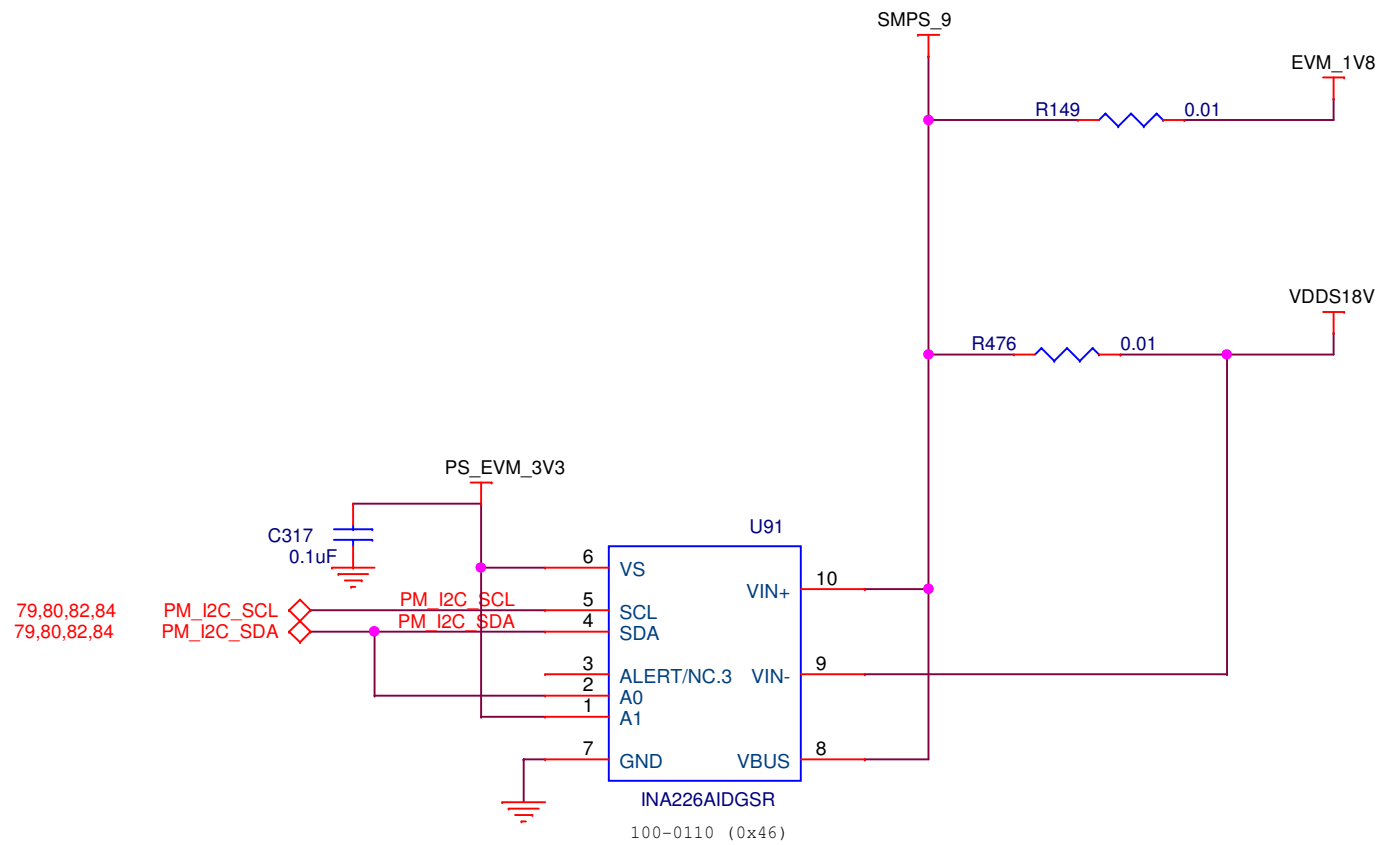 SMPS_9
EVM_1V8
R149 0.01
VDDS18V
R476 0.01
PS_EVM_3V3
C317
0.1uF
U91
6 VS
VIN+ 10
79,80,82,84 PM_I2C_SCL PM_I2C_SCL 5 SCL
79,80,82,84 PM_I2C_SDA PM_I2C_SDA 4 SDA
3 ALERT/NC.3 VIN- 9
2 A0
1 A1
7 GND VBUS 8
INA226AIDGSR
100-0110 (0x46)